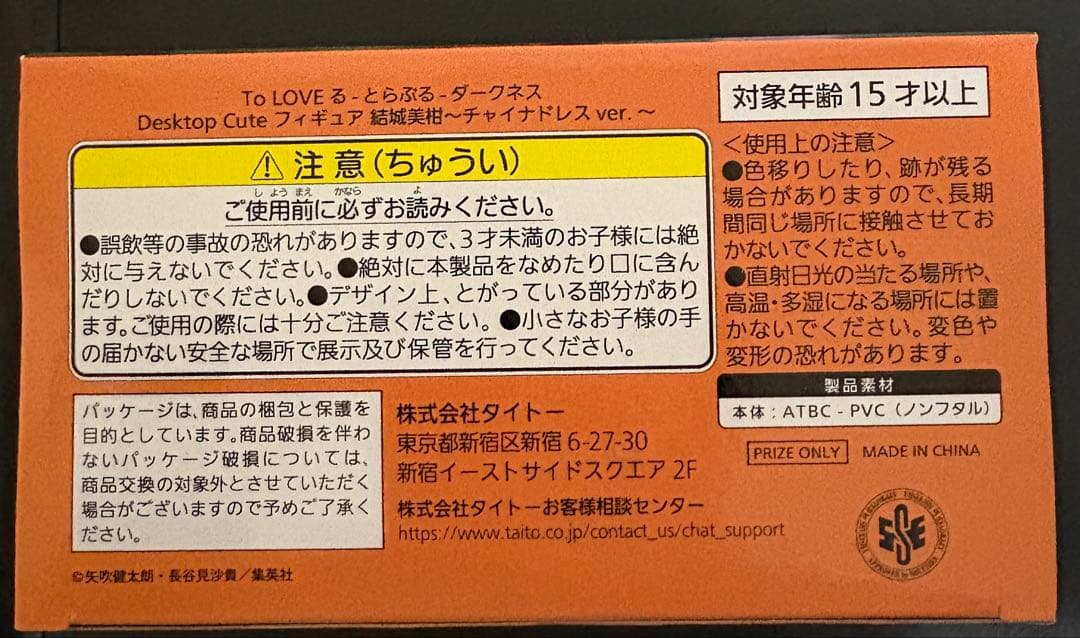 To LOVEる-とらぶる-ダークネス
Desktop Cute フィギュア 結城美柑～チャイナドレスver.～
注意(ちゅうい)
しようまえ かなら よ
ご使用前に必ずお読みください。
●誤飲等の事故の恐れがありますので、3才未満のお子様には絶
対に与えないでください。●絶対に本製品をなめたり口に含ん
だりしないでください。●デザイン上、とがっている部分があり
ます。ご使用の際には十分ご注意ください。●小さなお子様の手
の届かない安全な場所で展示及び保管を行ってください。
対象年齢15才以上
＜使用上の注意＞
●色移りしたり、跡が残る
場合がありますので、長期
間同じ場所に接触させてお
かないでください。
●直射日光の当たる場所や、
高温・多湿になる場所には置
かないでください。変色や
変形の恐れがあります。
製品素材
本体：ATBC-PVC（ノンフタル）
PRIZE ONLY MADE IN CHINA
パッケージは、商品の梱包と保護を
目的としています。商品破損を伴わ
ないパッケージ破損については、
商品交換の対象外とさせていただく
場合がございますので予めご了承く
ださい。
株式会社タイトー
東京都新宿区新宿6-27-30
新宿イーストサイドスクエア 2F
株式会社タイトーお客様相談センター
https://www.taito.co.jp/contact_us/chat_support
©矢吹健太朗・長谷見沙貴／集英社